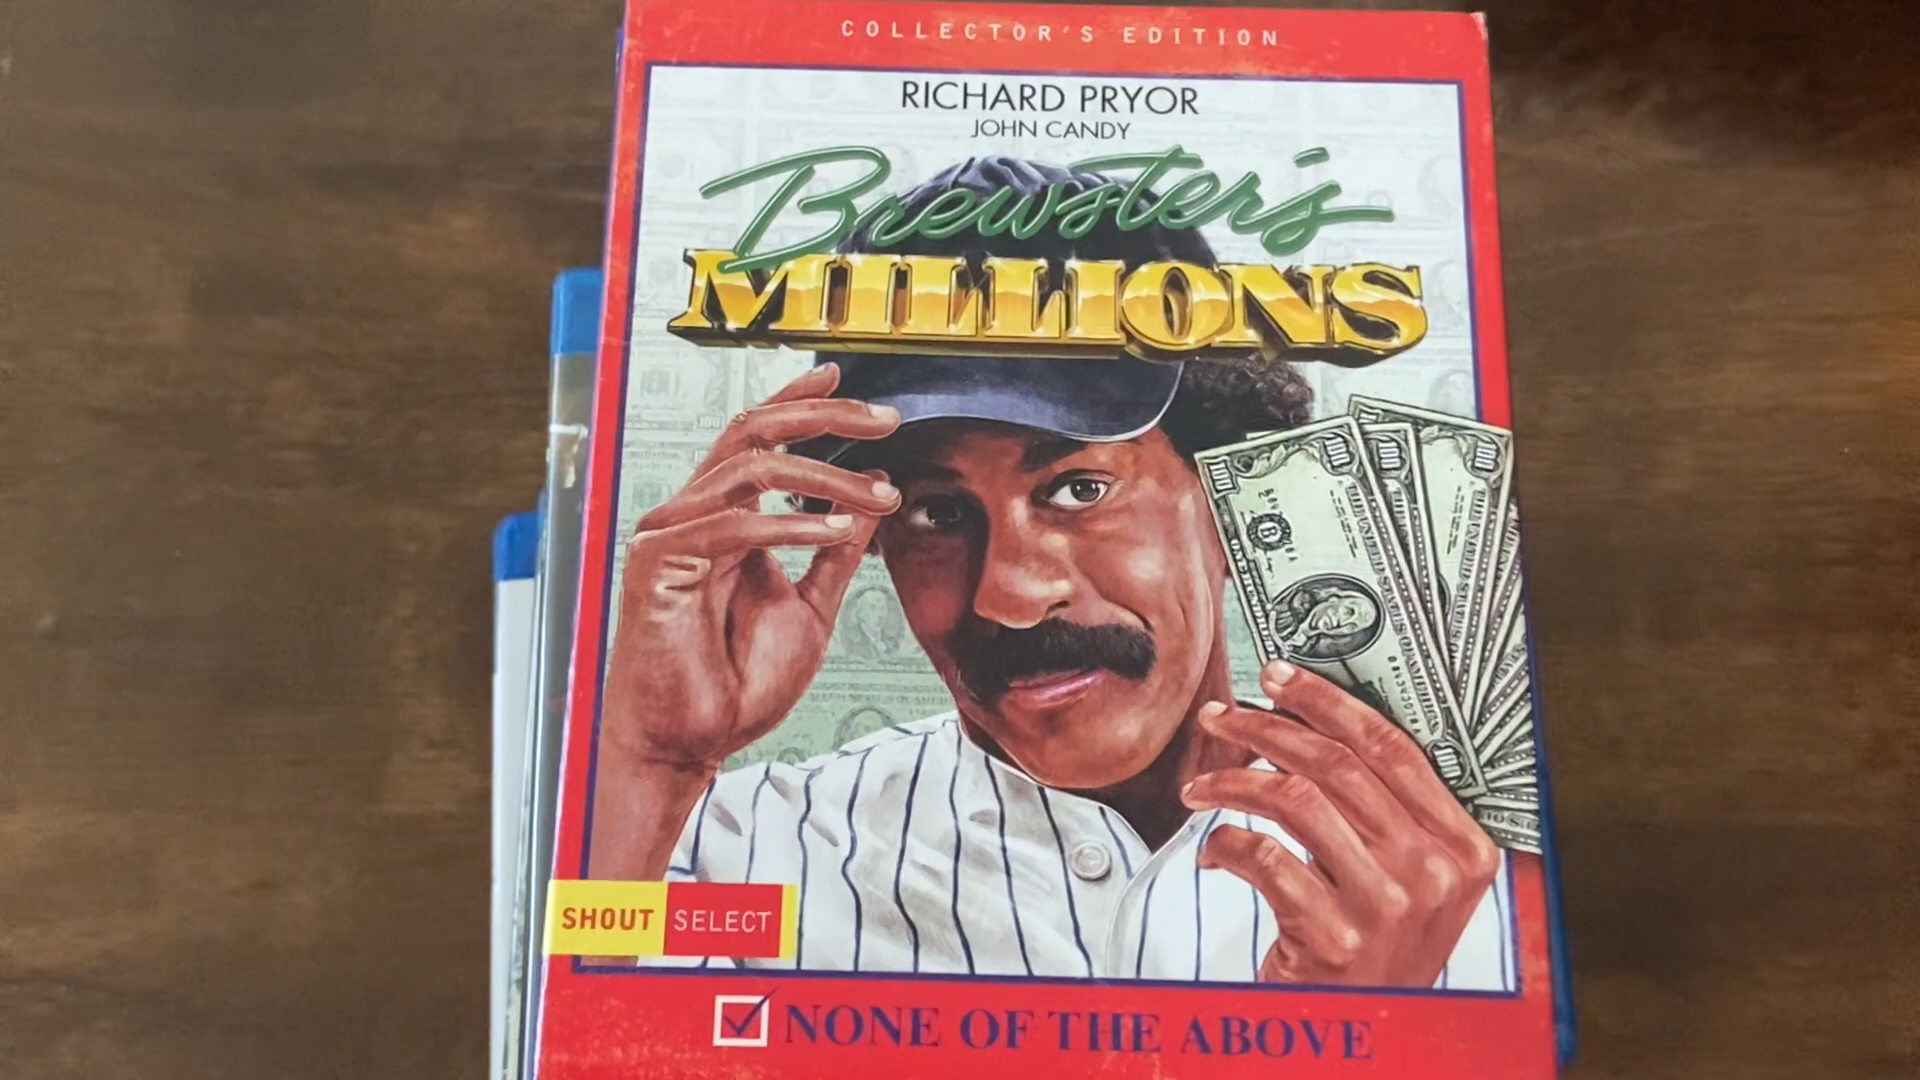 COLLECTOR'S EDITION
RICHARD PRYOR
JOHN CANDY
Brewster's
MILLIONS
SHOUT SELECT
NONE OF THE ABOVE